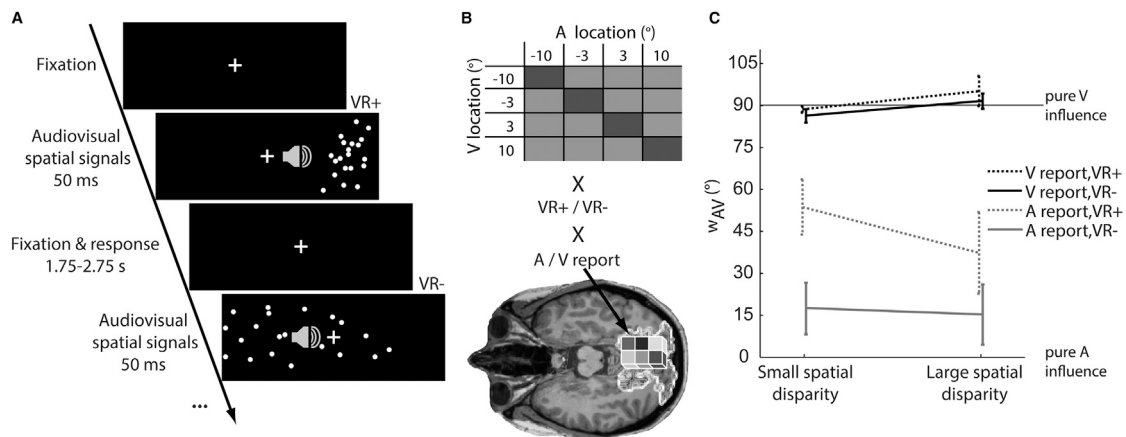 A
Fixation
VR+
Audiovisual
spatial signals
50 ms
Fixation & response
1.75-2.75 s
VR-
Audiovisual
spatial signals
50 ms
...
B
A location (°)
-10 -3 3 10
V location (°)
-10
-3
3
10
X
VR+ / VR-
X
A / V report
C
wAV (°)
105
90
75
60
45
30
15
0
pure V
influence
V report,VR+
V report,VR-
A report,VR+
A report,VR-
pure A
influence
Small spatial
disparity
Large spatial
disparity